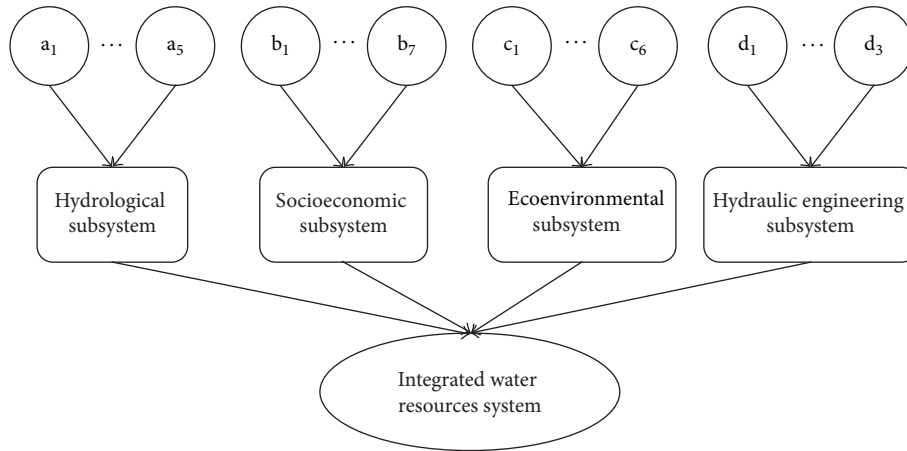 a₁ ⋯ a₅ b₁ ⋯ b₇ c₁ ⋯ c₆ d₁ ⋯ d₃
Hydrological
subsystem
Socioeconomic
subsystem
Ecoenvironmental
subsystem
Hydraulic engineering
subsystem
Integrated water
resources system